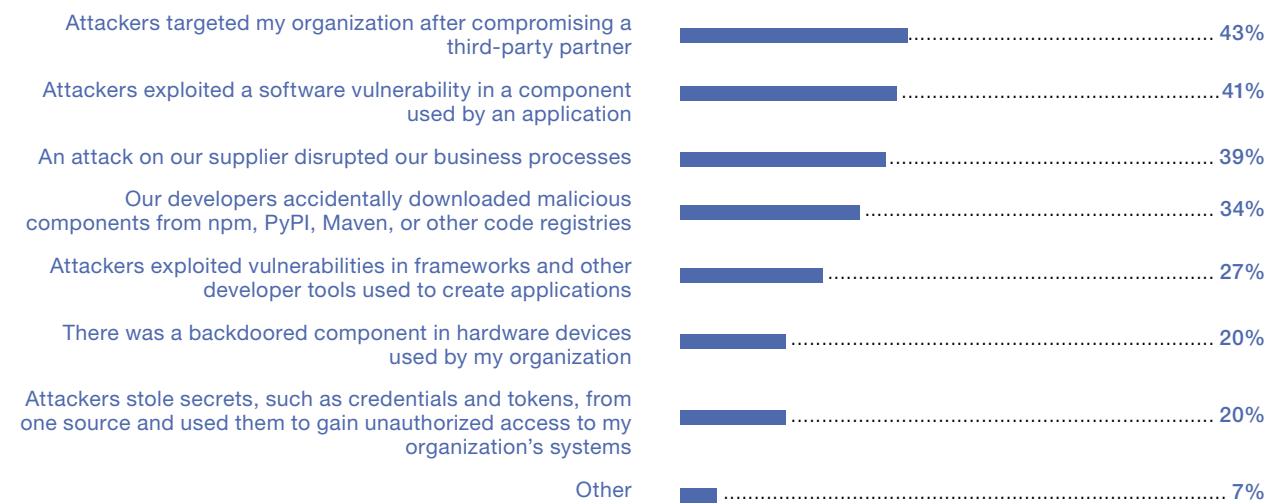 Attackers targeted my organization after compromising a
third-party partner
43%
Attackers exploited a software vulnerability in a component
used by an application
41%
An attack on our supplier disrupted our business processes
39%
Our developers accidentally downloaded malicious
components from npm, PyPI, Maven, or other code registries
34%
Attackers exploited vulnerabilities in frameworks and other
developer tools used to create applications
27%
There was a backdoored component in hardware devices
used by my organization
20%
Attackers stole secrets, such as credentials and tokens, from
one source and used them to gain unauthorized access to my
organization’s systems
20%
Other
7%